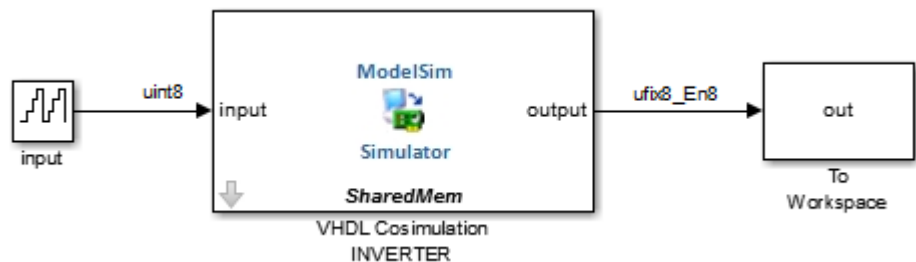 ModelSim
uint8
input
output
ufix8_En8
out
input
Simulator
SharedMem
To
Workspace
VHDL Cosimulation
INVERTER